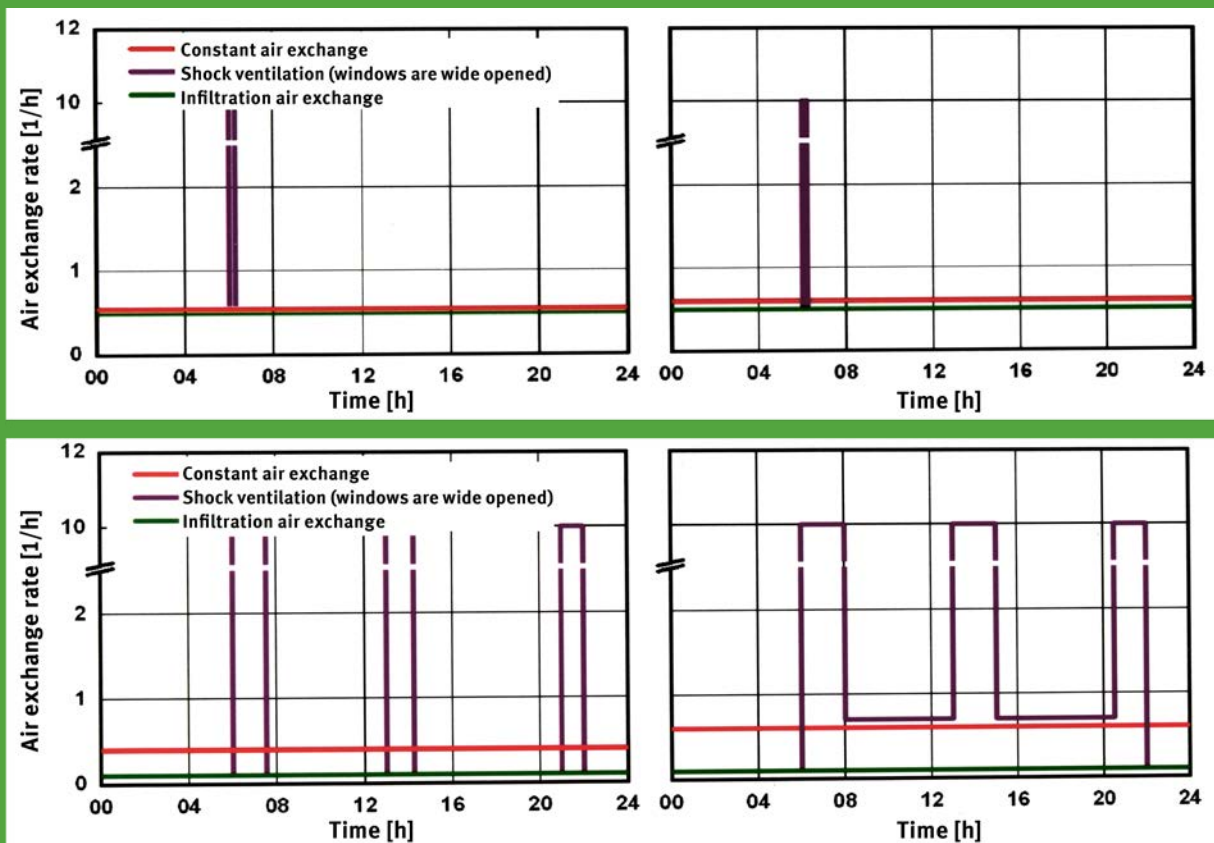 12
10
2
1
0
Air exchange rate [1/h]
Constant air exchange
Shock ventilation (windows are wide opened)
Infiltration air exchange
00 04 08 12 16 20 24
Time [h]
00 04 08 12 16 20 24
Time [h]
12
10
2
1
0
Air exchange rate [1/h]
Constant air exchange
Shock ventilation (windows are wide opened)
Infiltration air exchange
00 04 08 12 16 20 24
Time [h]
00 04 08 12 16 20 24
Time [h]